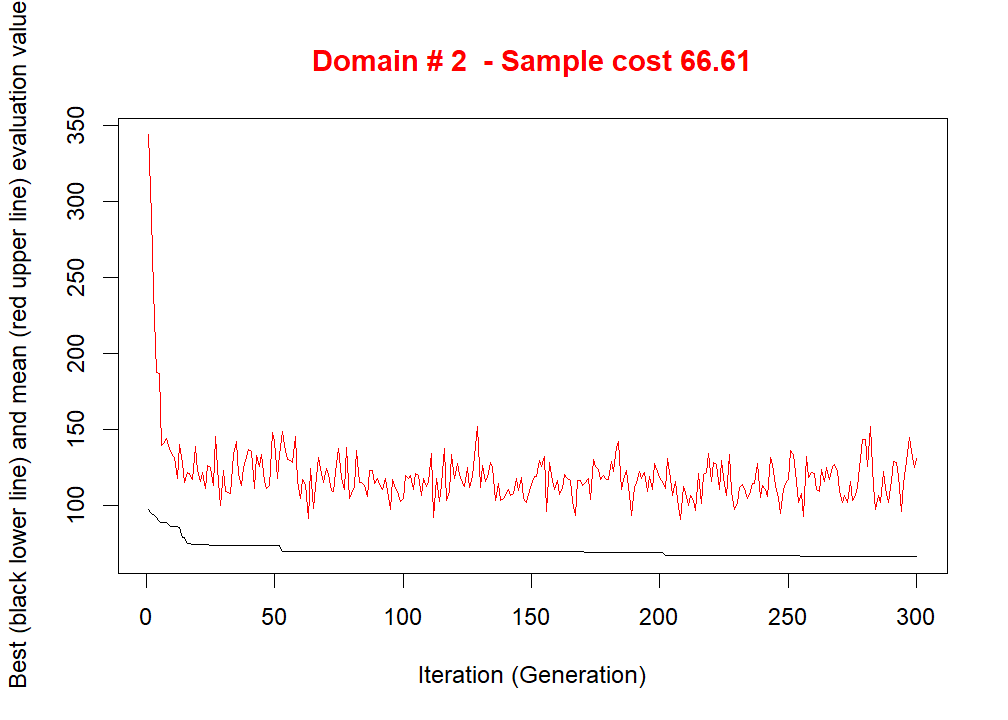 Domain # 2  - Sample cost 66.61
Best (black lower line) and mean (red upper line) evaluation value
350
300
250
200
150
100
0 50 100 150 200 250 300
Iteration (Generation)